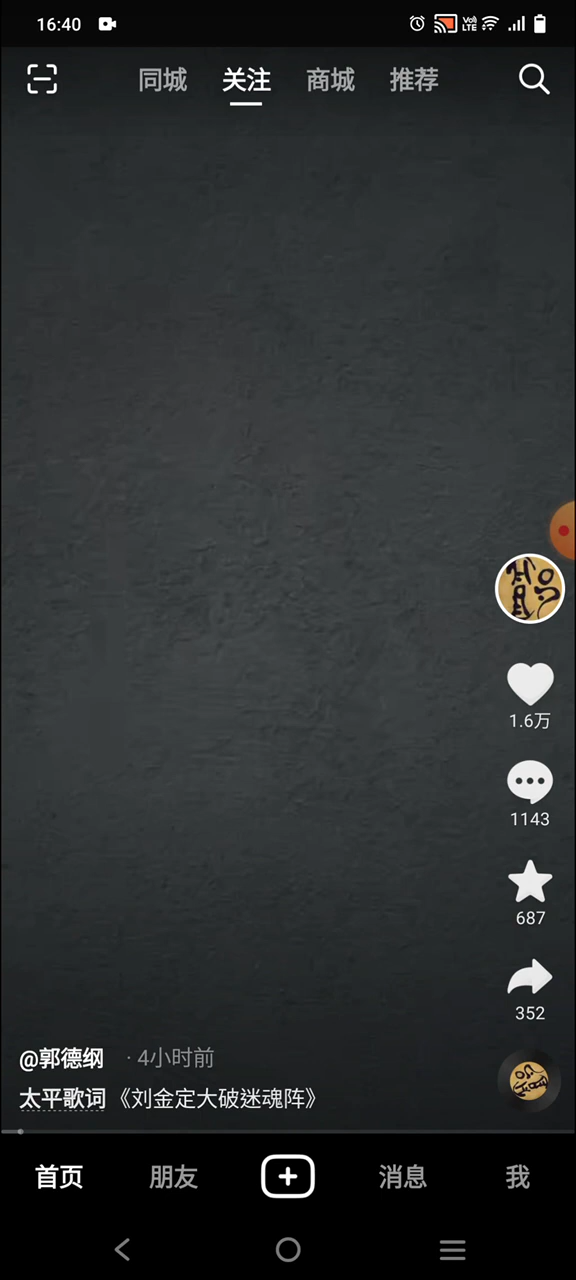 16:40
Vo) LTE
同城 关注 商城 推荐
1.6万
1143
687
352
@郭德纲 · 4小时前
太平歌词《刘金定大破迷魂阵》
首页 朋友 消息 我